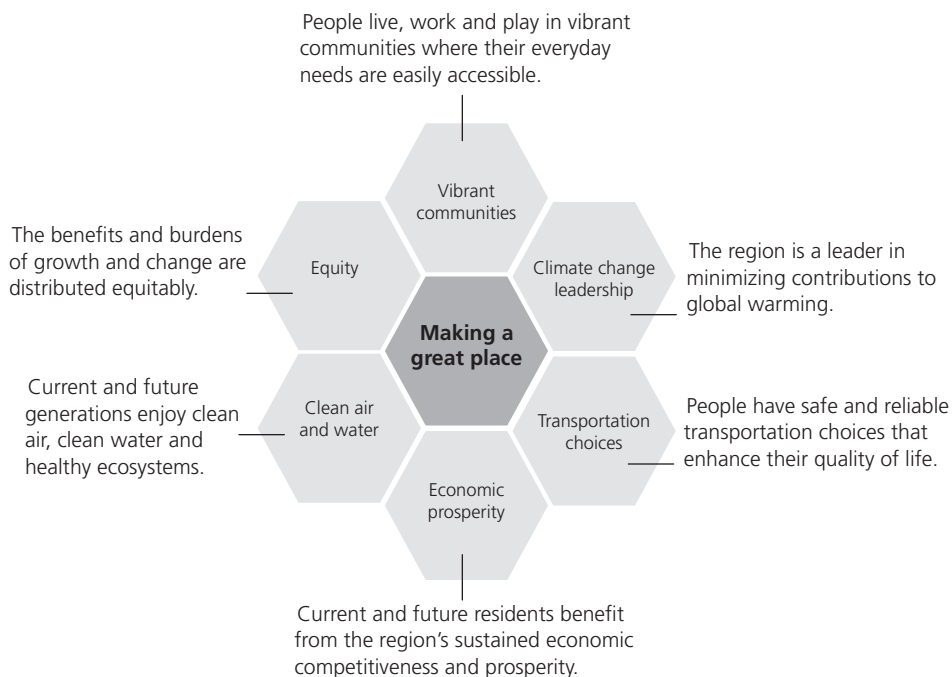 People live, work and play in vibrant
communities where their everyday
needs are easily accessible.
Vibrant
communities
The benefits and burdens
of growth and change are
distributed equitably.
Equity
Climate change
leadership
The region is a leader in
minimizing contributions to
global warming.
Making a
great place
Current and future
generations enjoy clean
air, clean water and
healthy ecosystems.
Clean air
and water
Transportation
choices
People have safe and reliable
transportation choices that
enhance their quality of life.
Economic
prosperity
Current and future residents benefit
from the region’s sustained economic
competitiveness and prosperity.